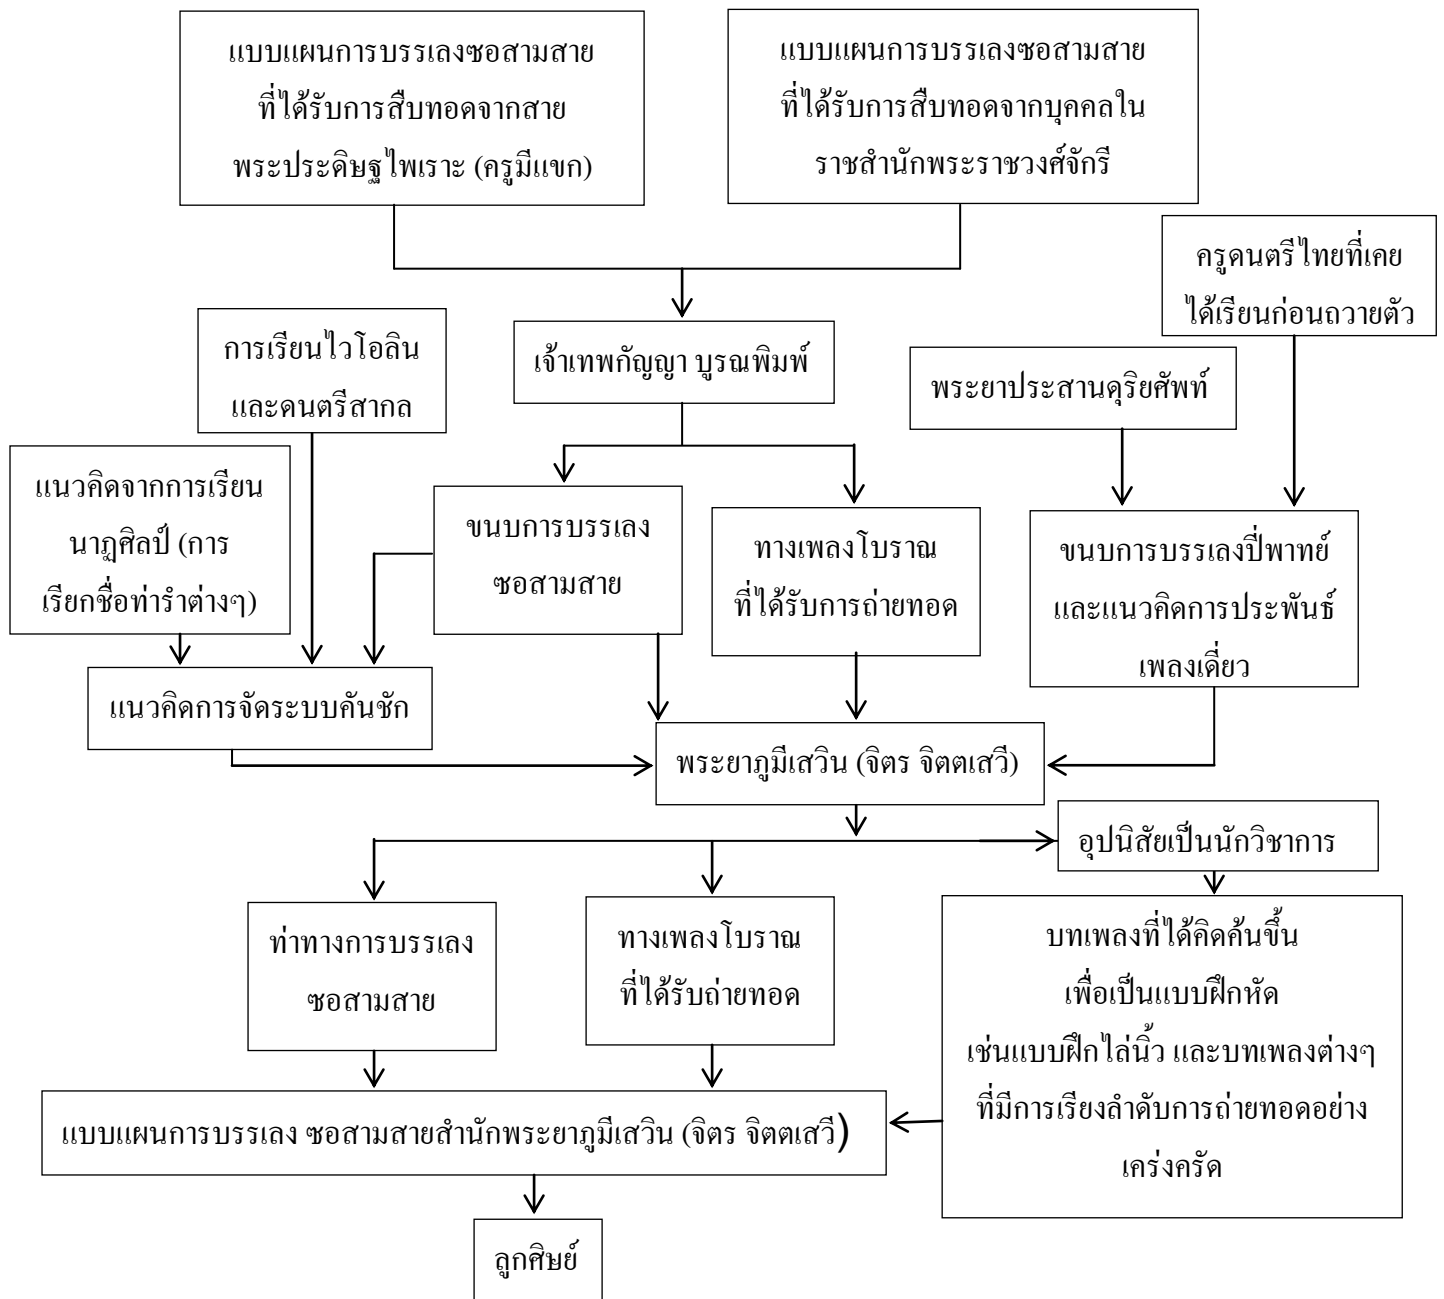 แบบแผนการบรรเลงซอสามสาย
ที่ได้รับการสืบทอดจากสาย
พระประดิษฐไพเราะ (ครูมีแขก)
แบบแผนการบรรเลงซอสามสาย
ที่ได้รับการสืบทอดจากบุคคลใน
ราชสำนักพระราชวงศ์จักรี
ครูดนตรีไทยที่เคย
ได้เรียนก่อนถวายตัว
การเรียนไวโอลิน
และดนตรีสากล
เจ้าเทพกัญญา บูรณพิมพ์
พระยาประสานดุริยศัพท์
แนวคิดจากการเรียน
นาฏศิลป์ (การ
เรียกชื่อท่ารำต่างๆ)
ขนบการบรรเลง
ซอสามสาย
ทางเพลงโบราณ
ที่ได้รับการถ่ายทอด
ขนบการบรรเลงปี่พาทย์
และแนวคิดการประพันธ์
เพลงเดี่ยว
แนวคิดการจัดระบบคันชัก
พระยาภูมีเสวิน (จิตร จิตตเสวี)
อุปนิสัยเป็นนักวิชาการ
ท่าทางการบรรเลง
ซอสามสาย
ทางเพลงโบราณ
ที่ได้รับถ่ายทอด
บทเพลงที่ได้คิดค้นขึ้น
เพื่อเป็นแบบฝึกหัด
เช่นแบบฝึกไล่นิ้ว และบทเพลงต่างๆ
ที่มีการเรียงลำดับการถ่ายทอดอย่าง
เคร่งครัด
แบบแผนการบรรเลง ซอสามสายสำนักพระยาภูมีเสวิน (จิตร จิตตเสวี)
ลูกศิษย์